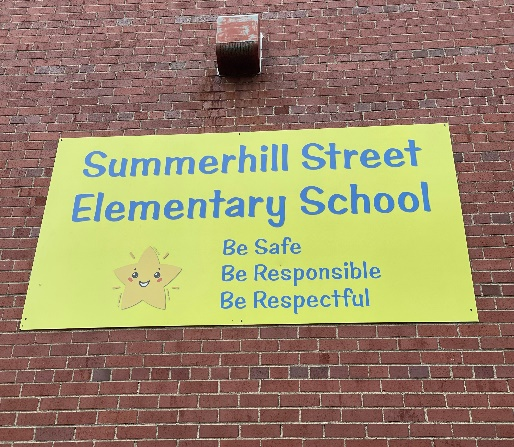 Summerhill Street
Elementary School
Be Safe
Be Responsible
Be Respectful